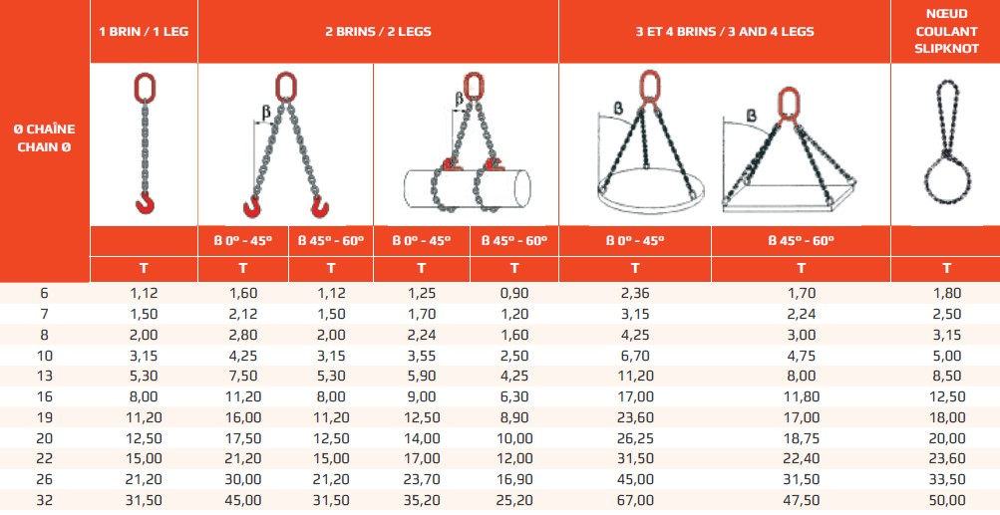 Ø CHAÎNE
CHAIN Ø
1 BRIN / 1 LEG
2 BRINS / 2 LEGS
3 ET 4 BRINS / 3 AND 4 LEGS
NŒUD
COULANT
SLIPKNOT
β
β
β
β
β 0º - 45º β 45º - 60º β 0º - 45º β 45º - 60º β 0º - 45º β 45º - 60º
T T T T T T T T
6 1,12 1,60 1,12 1,25 0,90 2,36 1,70 1,80
7 1,50 2,12 1,50 1,70 1,20 3,15 2,24 2,50
8 2,00 2,80 2,00 2,24 1,60 4,25 3,00 3,15
10 3,15 4,25 3,15 3,55 2,50 6,70 4,75 5,00
13 5,30 7,50 5,30 5,90 4,25 11,20 8,00 8,50
16 8,00 11,20 8,00 9,00 6,30 17,00 11,80 12,50
19 11,20 16,00 11,20 12,50 8,90 23,60 17,00 18,00
20 12,50 17,50 12,50 14,00 10,00 26,25 18,75 20,00
22 15,00 21,20 15,00 17,00 12,00 31,50 22,40 23,60
26 21,20 30,00 21,20 23,70 16,90 45,00 31,50 33,50
32 31,50 45,00 31,50 35,20 25,20 67,00 47,50 50,00